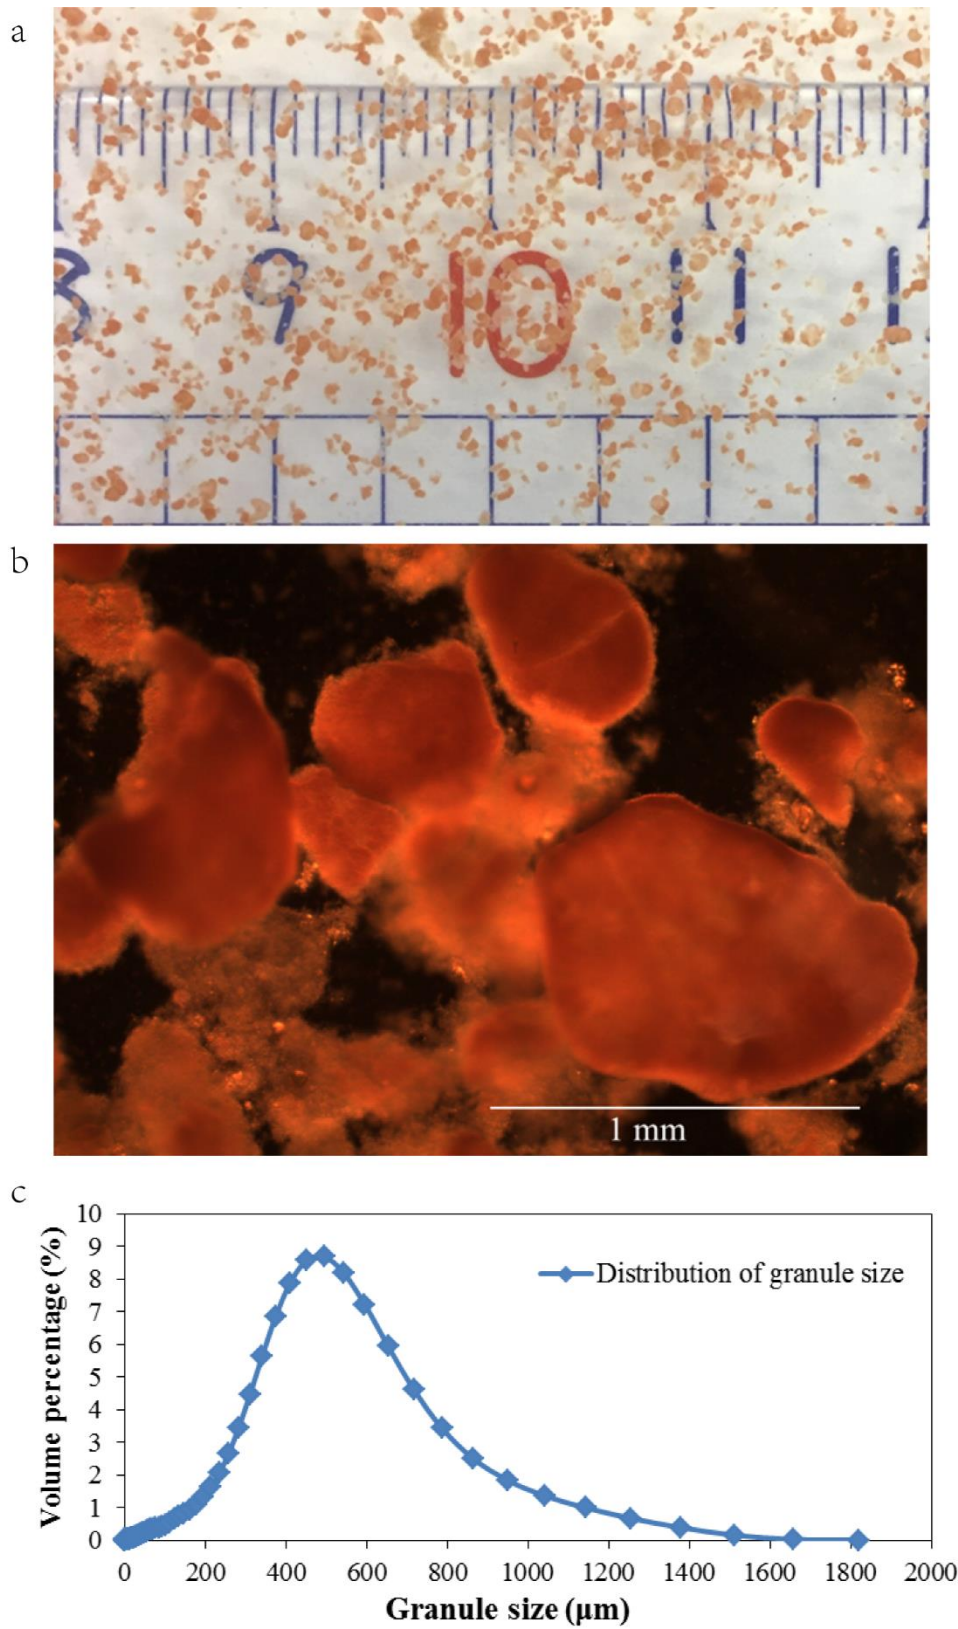 a
8 9 10 11 1
b
1 mm
c
10
9
8
7
6
5
4
3
2
1
0
Volume percentage (%)
Distribution of granule size
0 200 400 600 800 1000 1200 1400 1600 1800 2000
Granule size (μm)